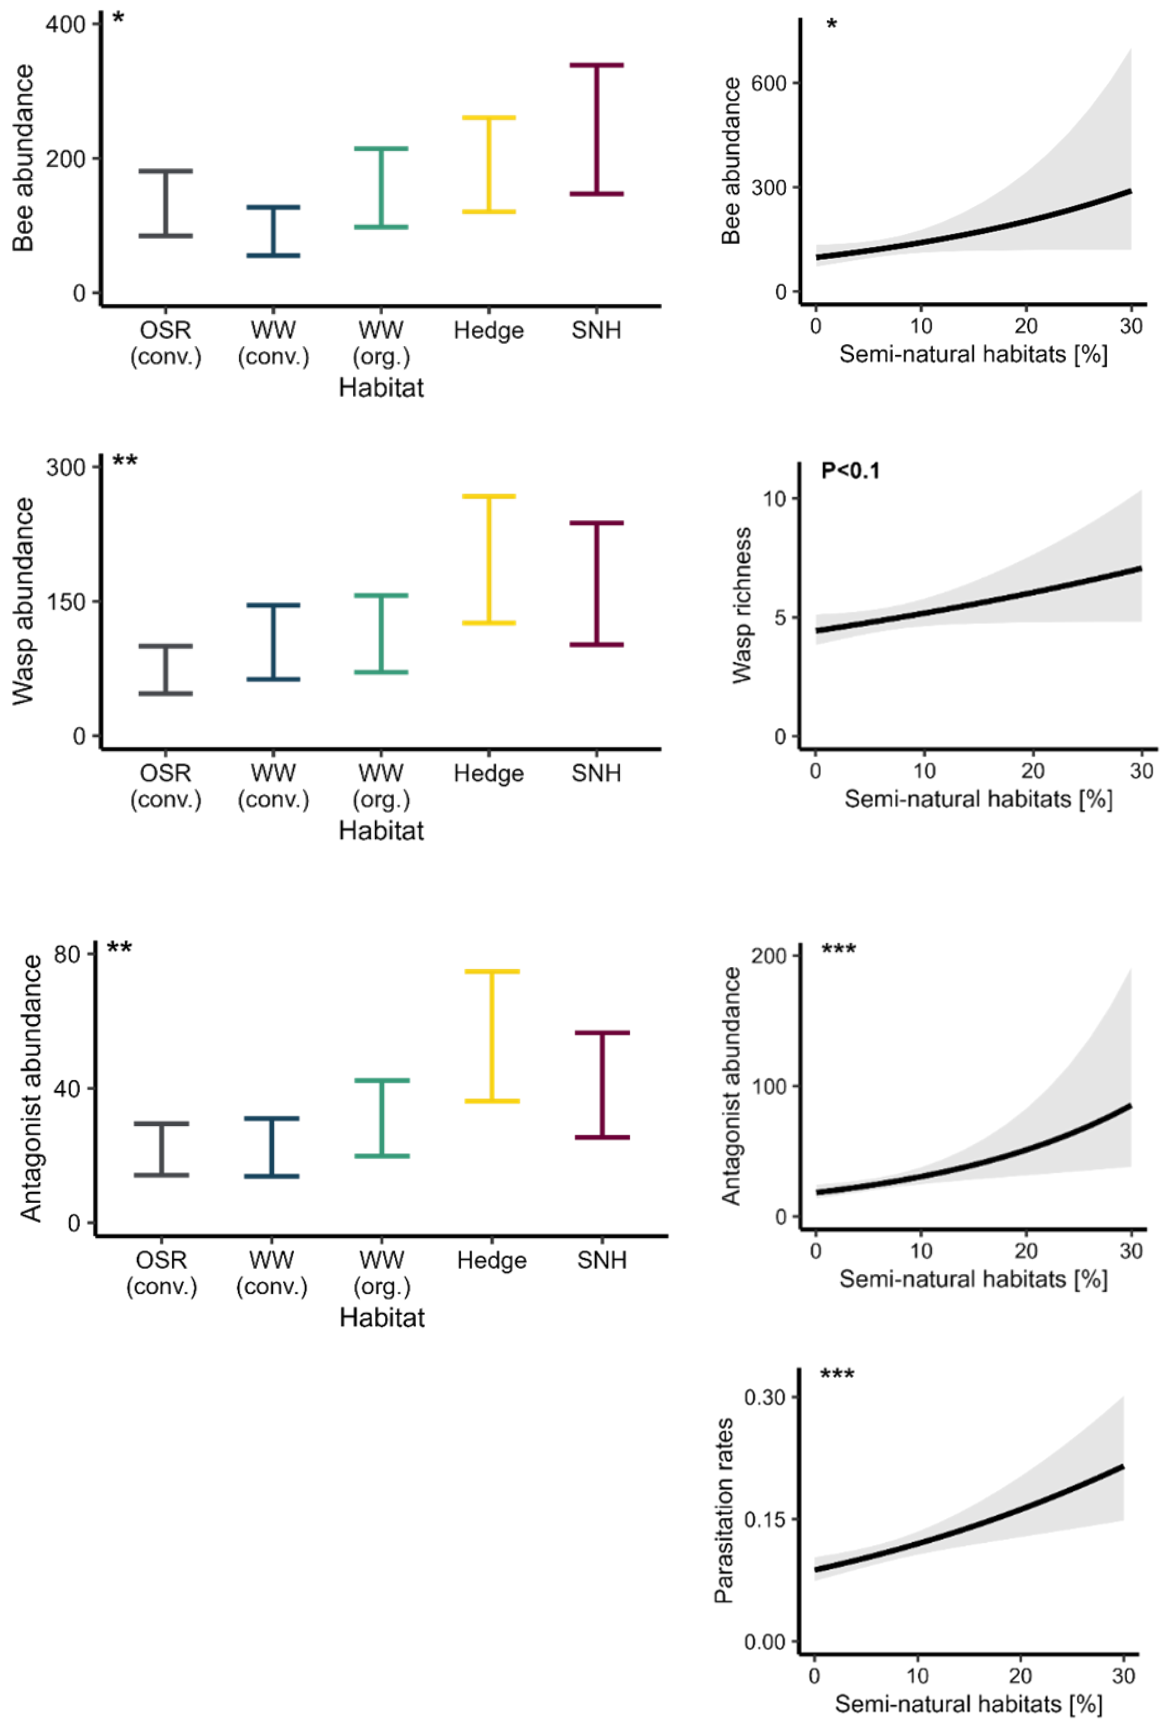 *
400
200
0
Bee abundance
OSR
(conv.)
WW
(conv.)
WW
(org.)
Hedge
SNH
Habitat
*
600
300
0
Bee abundance
0 10 20 30
Semi-natural habitats [%]
**
300
150
0
Wasp abundance
OSR
(conv.)
WW
(conv.)
WW
(org.)
Hedge
SNH
Habitat
P<0.1
10
5
0
Wasp richness
0 10 20 30
Semi-natural habitats [%]
**
80
40
0
Antagonist abundance
OSR
(conv.)
WW
(conv.)
WW
(org.)
Hedge
SNH
Habitat
***
200
100
0
Antagonist abundance
0 10 20 30
Semi-natural habitats [%]
***
0.30
0.15
0.00
Parasitation rates
0 10 20 30
Semi-natural habitats [%]